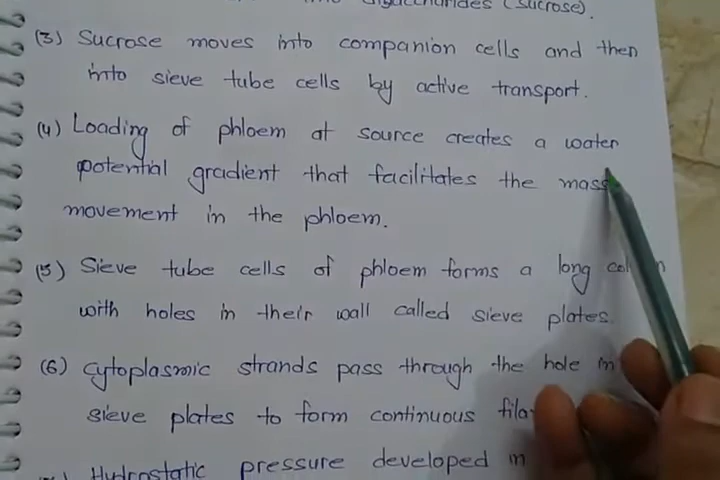 disaccharides (sucrose).
(3) Sucrose moves into companion cells and then
into sieve tube cells by active transport.
(4) Loading of phloem at source creates a water
potential gradient that facilitates the mass
movement in the phloem.
(5) Sieve tube cells of phloem forms a long
with holes in their wall called sieve plates.
(6) Cytoplasmic strands pass through the hole in
sieve plates to form continuous
Hydrostatic pressure developed in